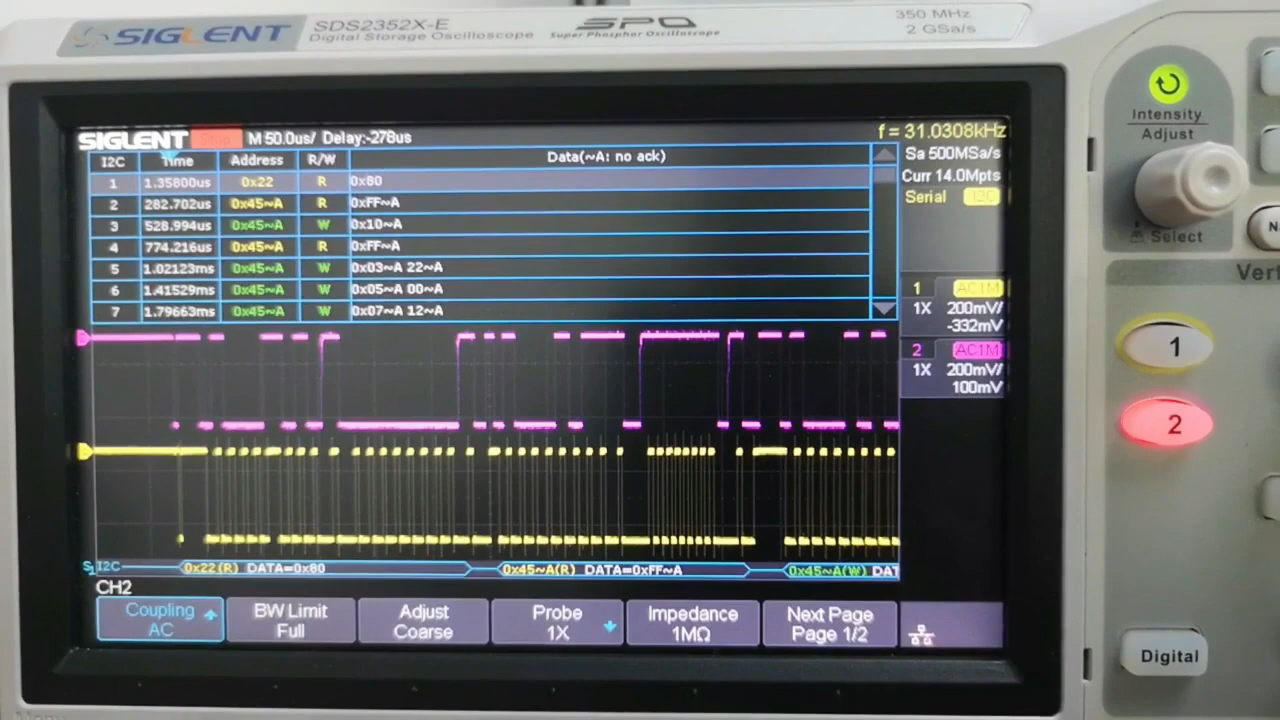 SIGLENT SDS2352X-E SPO 350 MHz
Digital Storage Oscilloscope Super Phosphor Oscilloscope 2 GSa/s
Intensity
Adjust
Select
SIGLENT Stop M 50.0us/ Delay:-278us f = 31.0308kHz
I2C Time Address R/W Data(~A: no ack) Sa 500MSa/s
1 1.35800us 0x22 R 0x80 Curr 14.0Mpts
2 282.702us 0x45~A R 0xFF~A Serial I2C
3 528.994us 0x45~A W 0x10~A
4 774.216us 0x45~A R 0xFF~A
5 1.02123ms 0x45~A W 0x03~A 22~A
6 1.41529ms 0x45~A W 0x05~A 00~A
7 1.79663ms 0x45~A W 0x07~A 12~A
1 AC1M
1X 200mV/
-332mV
2 AC1M
1X 200mV/
100mV
Vert
1
2
S1 I2C 0x22(R) DATA=0x80 0x45~A(R) DATA=0xFF~A 0x45~A(W) DAT
CH2
Coupling
AC
BW Limit
Full
Adjust
Coarse
Probe
1X
Impedance
1MΩ
Next Page
Page 1/2
Digital